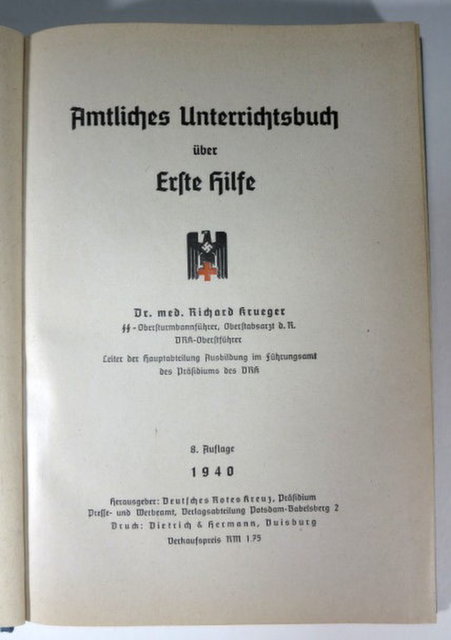 Amtliches Unterrichtsbuch
über
Erste Hilfe
Dr. med. Richard Krueger
SS-Obersturmbannführer, Oberstabsarzt d. R.
DRK-Oberstführer
Leiter der Hauptabteilung Ausbildung im Führungsamt
des Präsidiums des DRK
8. Auflage
1940
Herausgeber: Deutsches Rotes Kreuz, Präsidium
Presse- und Werbeamt, Verlagsabteilung Potsdam-Babelsberg 2
Druck: Dietrich & Hermann, Duisburg
Verkaufspreis RM 1.75